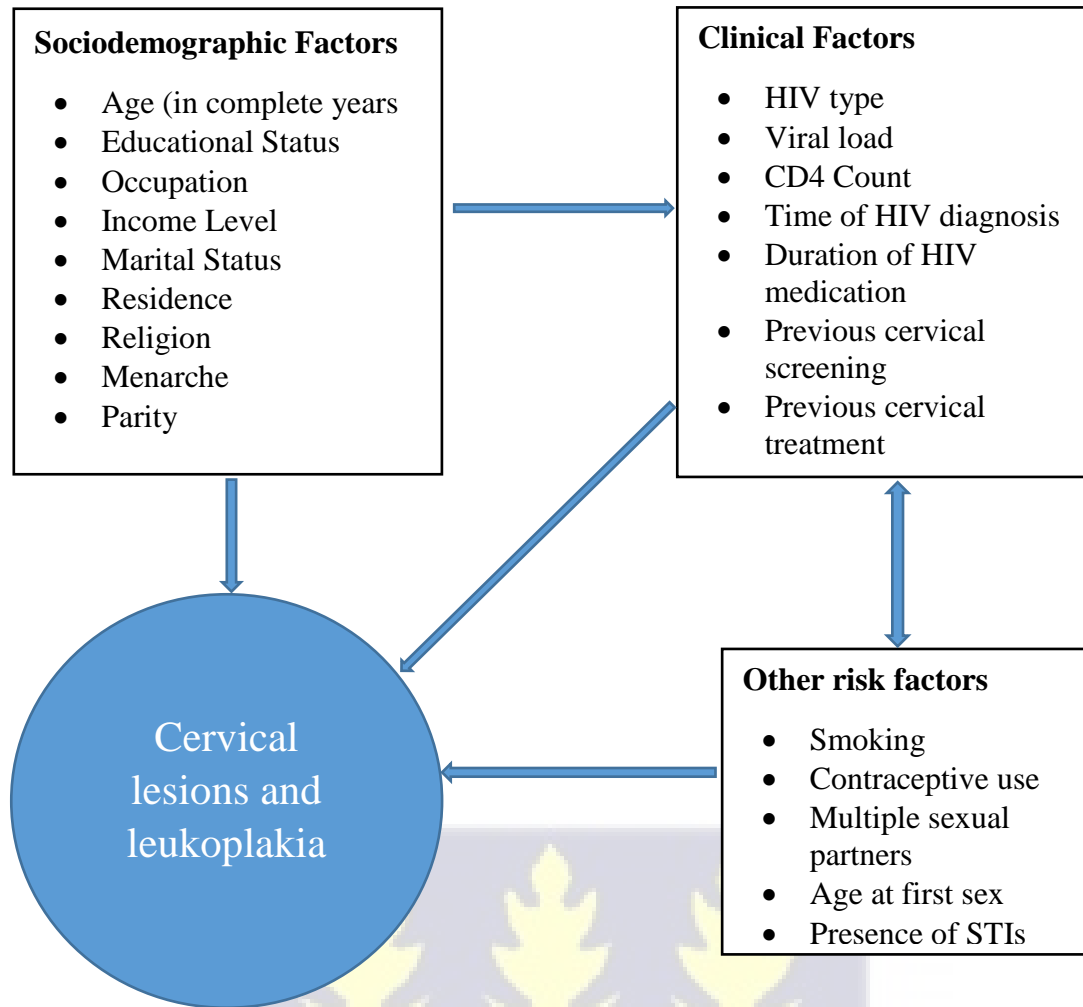 Sociodemographic Factors
• Age (in complete years
• Educational Status
• Occupation
• Income Level
• Marital Status
• Residence
• Religion
• Menarche
• Parity
Clinical Factors
• HIV type
• Viral load
• CD4 Count
• Time of HIV diagnosis
• Duration of HIV
medication
• Previous cervical
screening
• Previous cervical
treatment
Cervical
lesions and
leukoplakia
Other risk factors
• Smoking
• Contraceptive use
• Multiple sexual
partners
• Age at first sex
• Presence of STIs